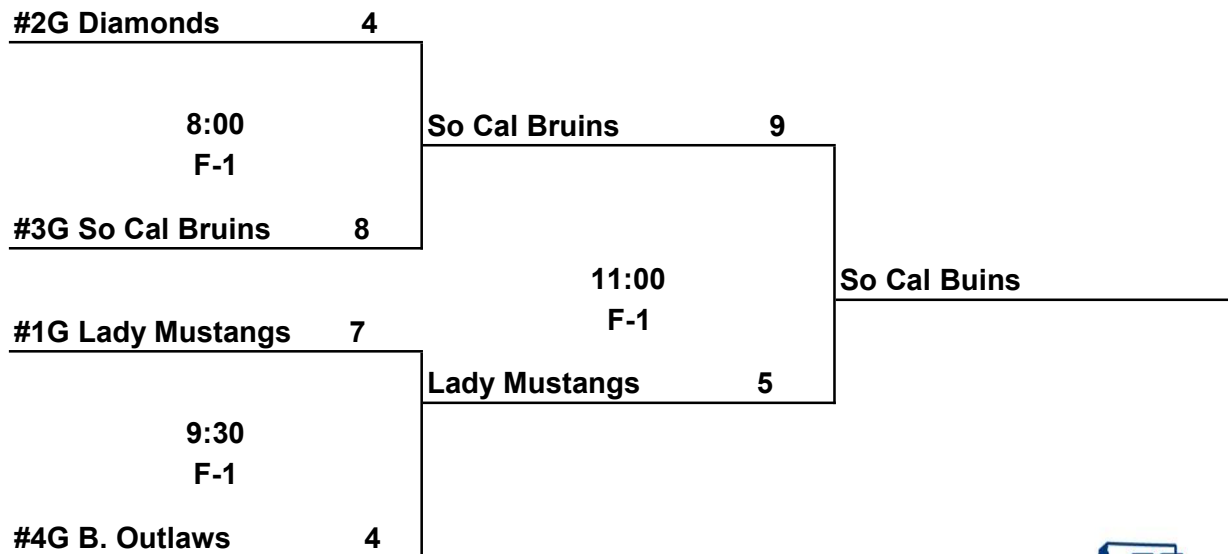 #2G Diamonds 4
8:00
F-1
So Cal Bruins 9
#3G So Cal Bruins 8
11:00
F-1
So Cal Buins
#1G Lady Mustangs 7
Lady Mustangs 5
9:30
F-1
#4G B. Outlaws 4